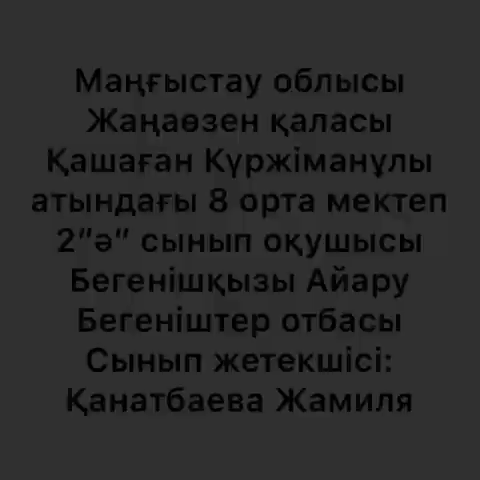 Маңғыстау облысы
Жаңаөзен қаласы
Қашаған Күржіманұлы
атындағы 8 орта мектеп
2"ә" сынып оқушысы
Бегенішқызы Айару
Бегеніштер отбасы
Сынып жетекшісі:
Қанатбаева Жамиля